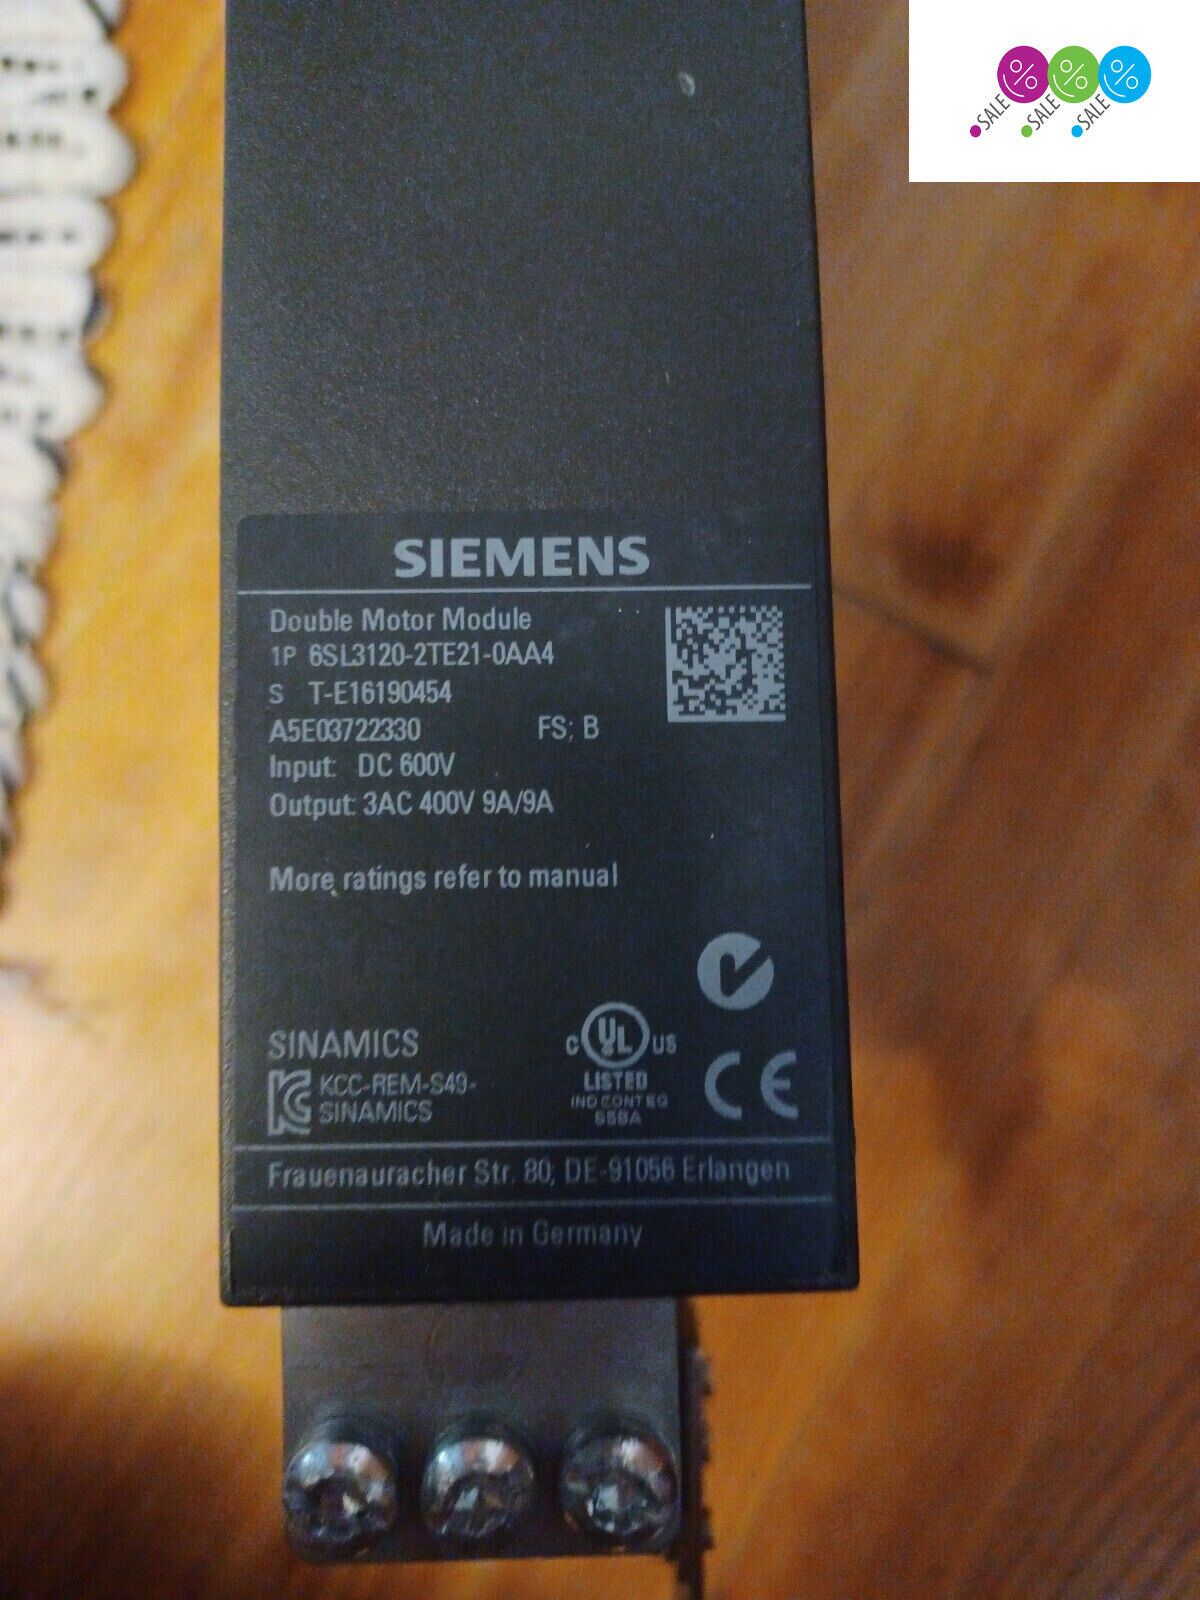 % % %
SALE SALE SALE
SIEMENS
Double Motor Module
1P 6SL3120-2TE21-0AA4
S T-E16190454
A5E03722330 FS; B
Input: DC 600V
Output: 3AC 400V 9A/9A
More ratings refer to manual
SINAMICS
KCC-REM-S49-
SINAMICS
C UL US
LISTED
IND CONT EQ
CE
Frauenauracher Str. 80; DE-91056 Erlangen
Made in Germany